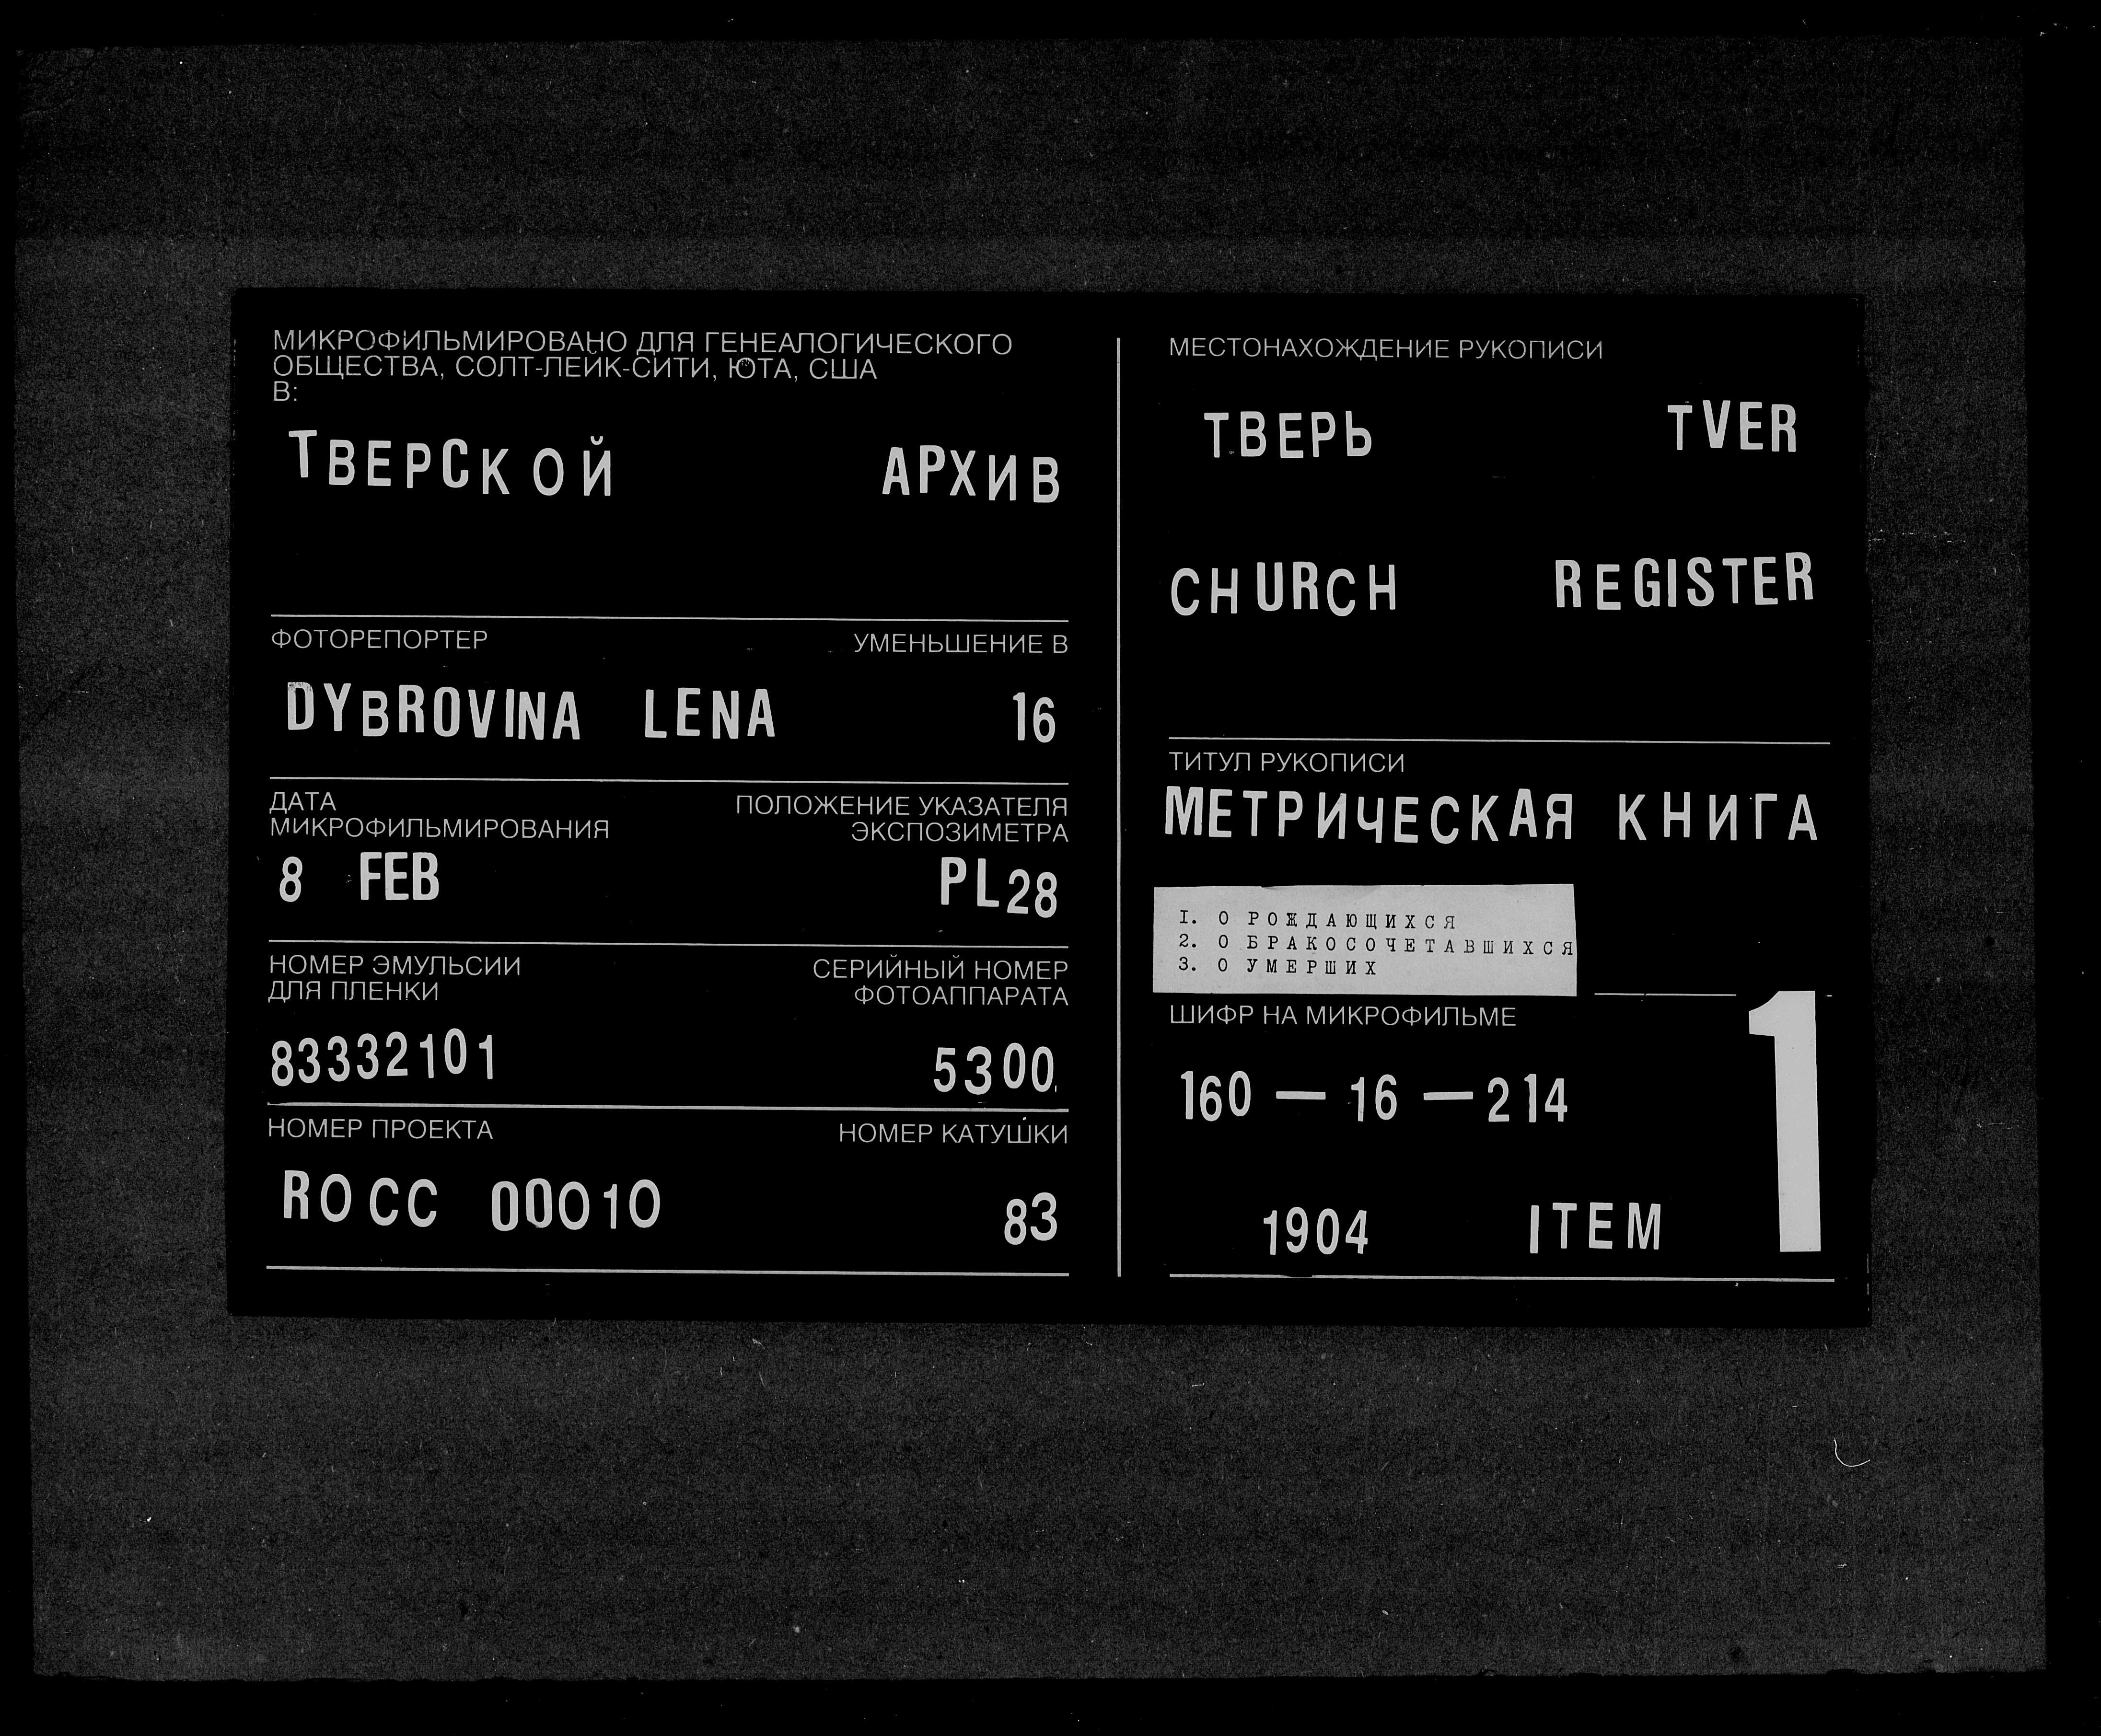 МИКРОФИЛЬМИРОВАНО ДЛЯ ГЕНЕАЛОГИЧЕСКОГО
ОБЩЕСТВА, СОЛТ-ЛЕЙК-СИТИ, ЮТА, США
В:
ТВЕРСКОЙ АРХИВ
ФОТОРЕПОРТЕР УМЕНЬШЕНИЕ В
DYBROVINA LENA 16
ДАТА ПОЛОЖЕНИЕ УКАЗАТЕЛЯ
МИКРОФИЛЬМИРОВАНИЯ ЭКСПОЗИМЕТРА
8 FEB PL28
НОМЕР ЭМУЛЬСИИ СЕРИЙНЫЙ НОМЕР
ДЛЯ ПЛЕНКИ ФОТОАППАРАТА
83332101 5300
НОМЕР ПРОЕКТА НОМЕР КАТУШКИ
ROCC 00010 83
МЕСТОНАХОЖДЕНИЕ РУКОПИСИ
ТВЕРЬ TVER
CHURCH REGISTER
ТИТУЛ РУКОПИСИ
МЕТРИЧЕСКАЯ КНИГА
I. О РОЖДАЮЩИХСЯ
2. О БРАКОСОЧЕТАВШИХСЯ
3. О УМЕРШИХ
ШИФР НА МИКРОФИЛЬМЕ
160 — 16 — 214
1904 ITEM 1